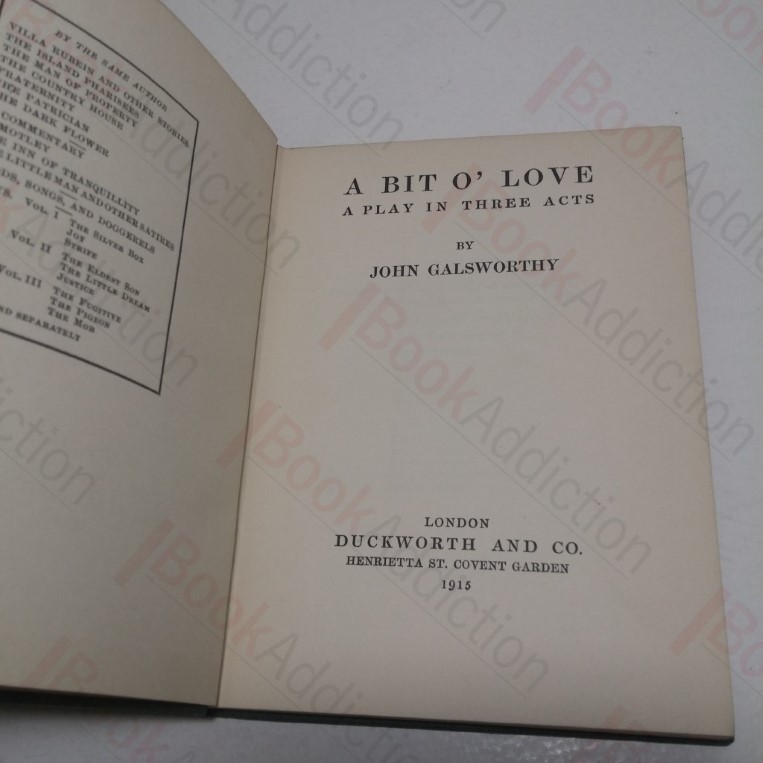 BY THE SAME AUTHOR
VILLA RUBEIN AND OTHER STORIES
THE ISLAND PHARISEES
THE MAN OF PROPERTY
THE COUNTRY HOUSE
FRATERNITY
THE PATRICIAN
THE DARK FLOWER
COMMENTARY
MOTLEY
INN OF TRANQUILLITY
LITTLE MAN AND OTHER SATIRES
SONGS, AND DOGGERELS
Vol. I The Silver Box
Joy
Strife
Vol. II The Eldest Son
The Little Dream
Justice
Vol. III The Fugitive
The Pigeon
The Mob
SEPARATELY
A BIT O' LOVE
A PLAY IN THREE ACTS
BY
JOHN GALSWORTHY
LONDON
DUCKWORTH AND CO.
HENRIETTA ST. COVENT GARDEN
1915
BookAddiction